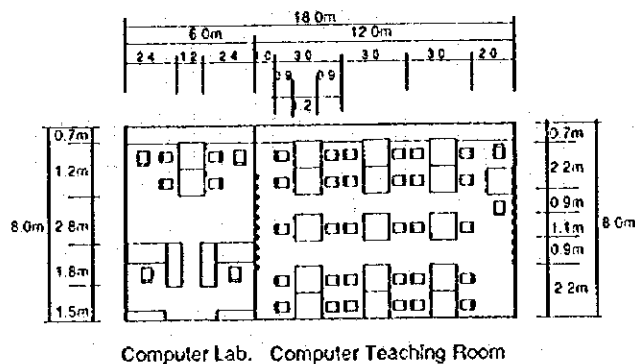 18.0m
6.0m 12.0m
2.4 1.2 2.4 1.0 3.0 3.0 3.0 2.0
0.9 0.9
1.2
0.7m 0.7m
1.2m 2.2m
0.9m
8.0m 2.8m 1.1m 8.0m
0.9m
1.8m
2.2m
1.5m
Computer Lab. Computer Teaching Room